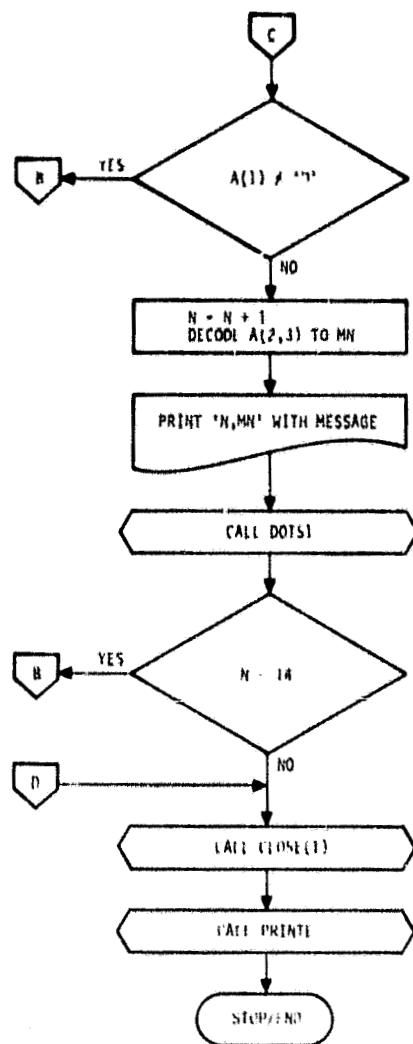 C
A(1) ≠ "M"
YES
B
NO
N = N + 1
DECODE A(2,3) TO MN
PRINT "N,MN" WITH MESSAGE
CALL DOTS1
YES
B
N 14
NO
D
CALL CLOSE(1)
CALL PRINTE
STOP/END